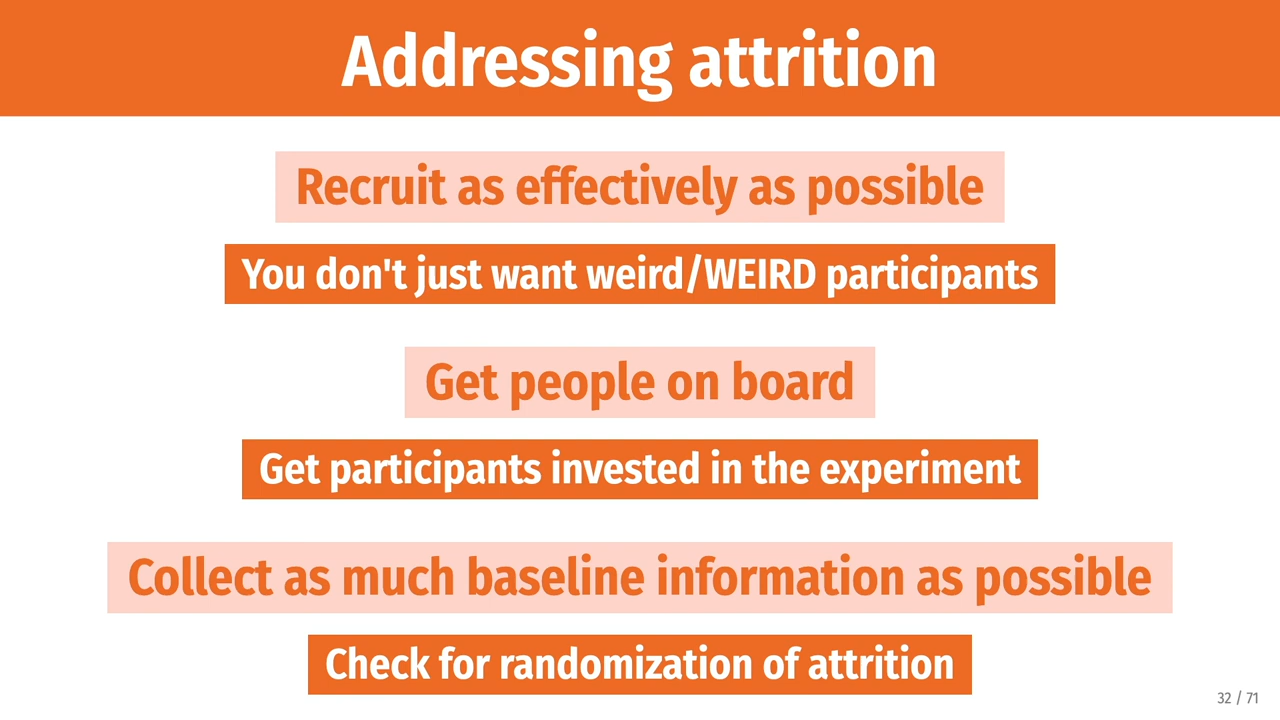 Addressing attrition
Recruit as effectively as possible
You don't just want weird/WEIRD participants
Get people on board
Get participants invested in the experiment
Collect as much baseline information as possible
Check for randomization of attrition
32 / 71